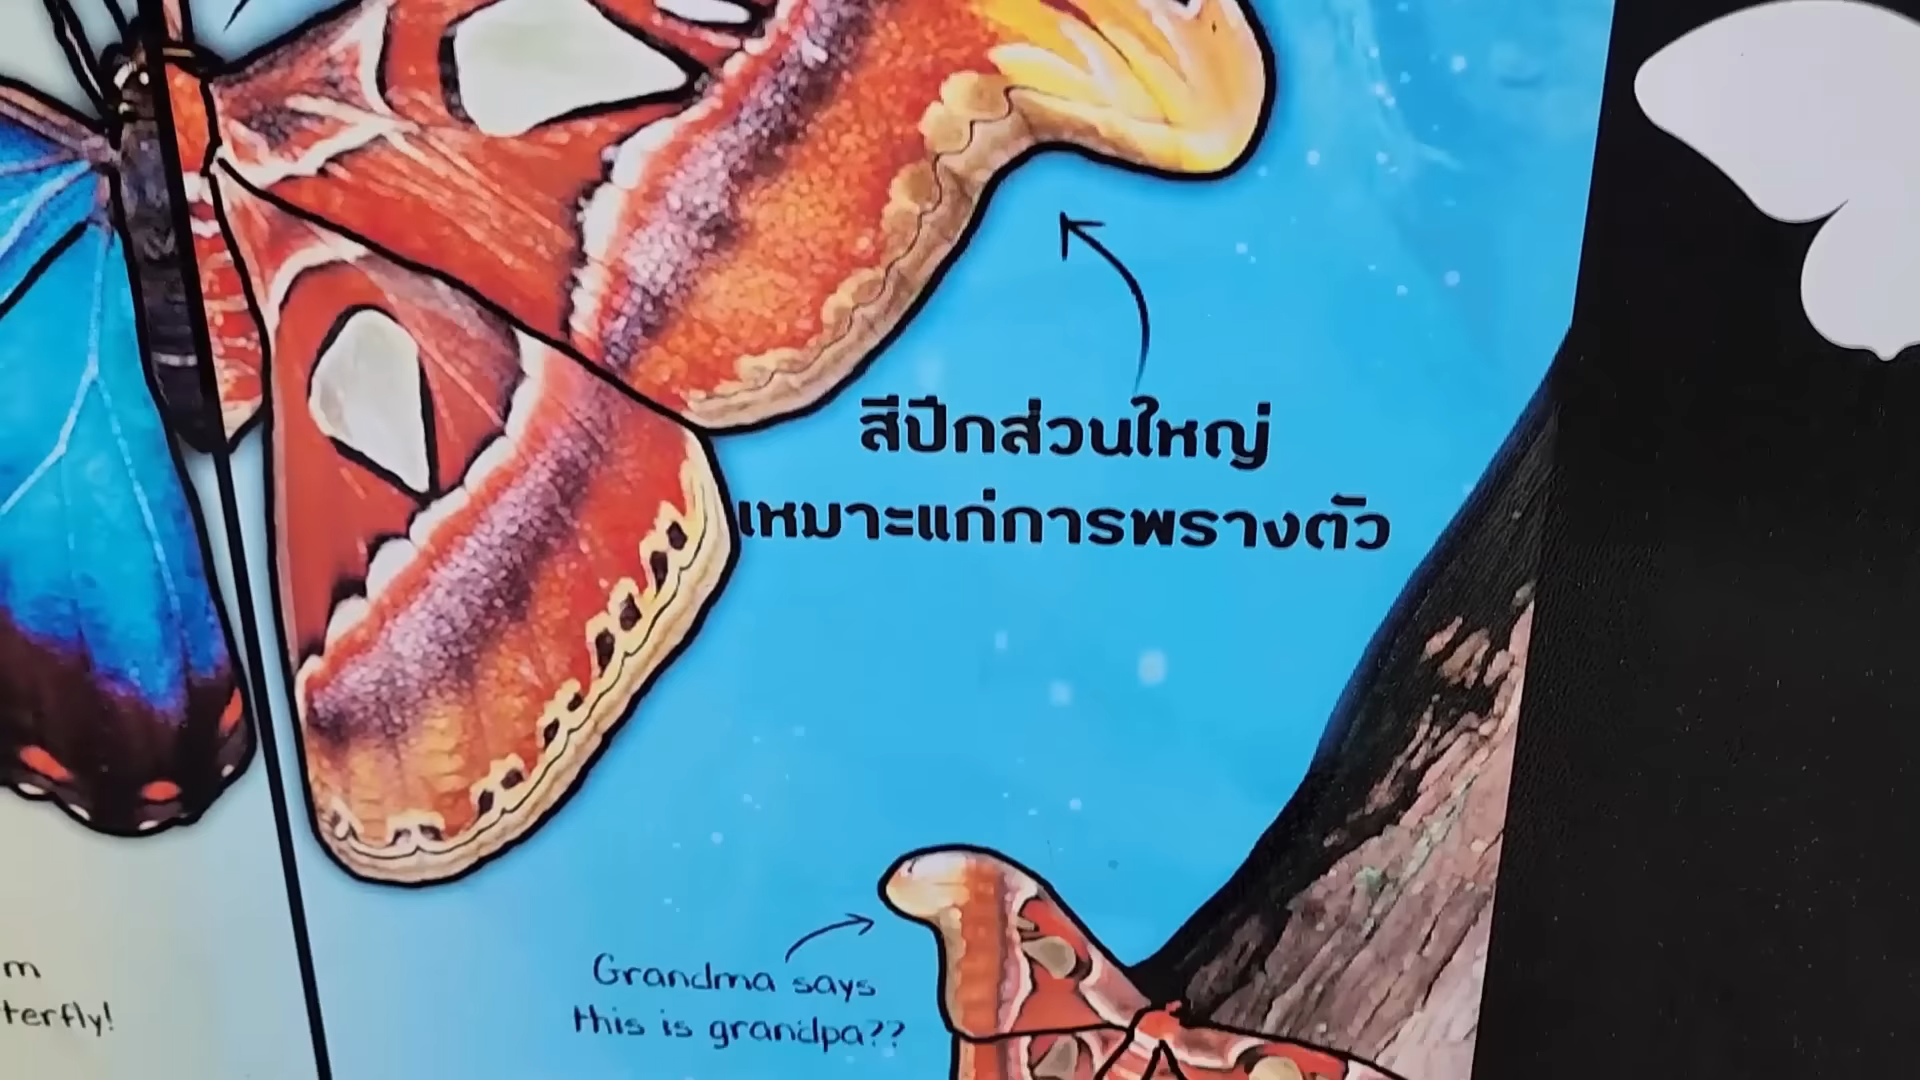 สีปีกส่วนใหญ่
เหมาะแก่การพรางตัว
Grandma says
this is grandpa??
m
terfly!